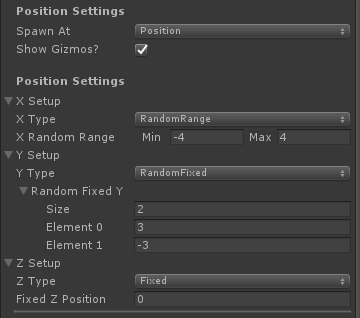 Position Settings
Spawn At Position
Show Gizmos?
Position Settings
X Setup
X Type RandomRange
X Random Range Min -4 Max 4
Y Setup
Y Type RandomFixed
Random Fixed Y
Size 2
Element 0 3
Element 1 -3
Z Setup
Z Type Fixed
Fixed Z Position 0